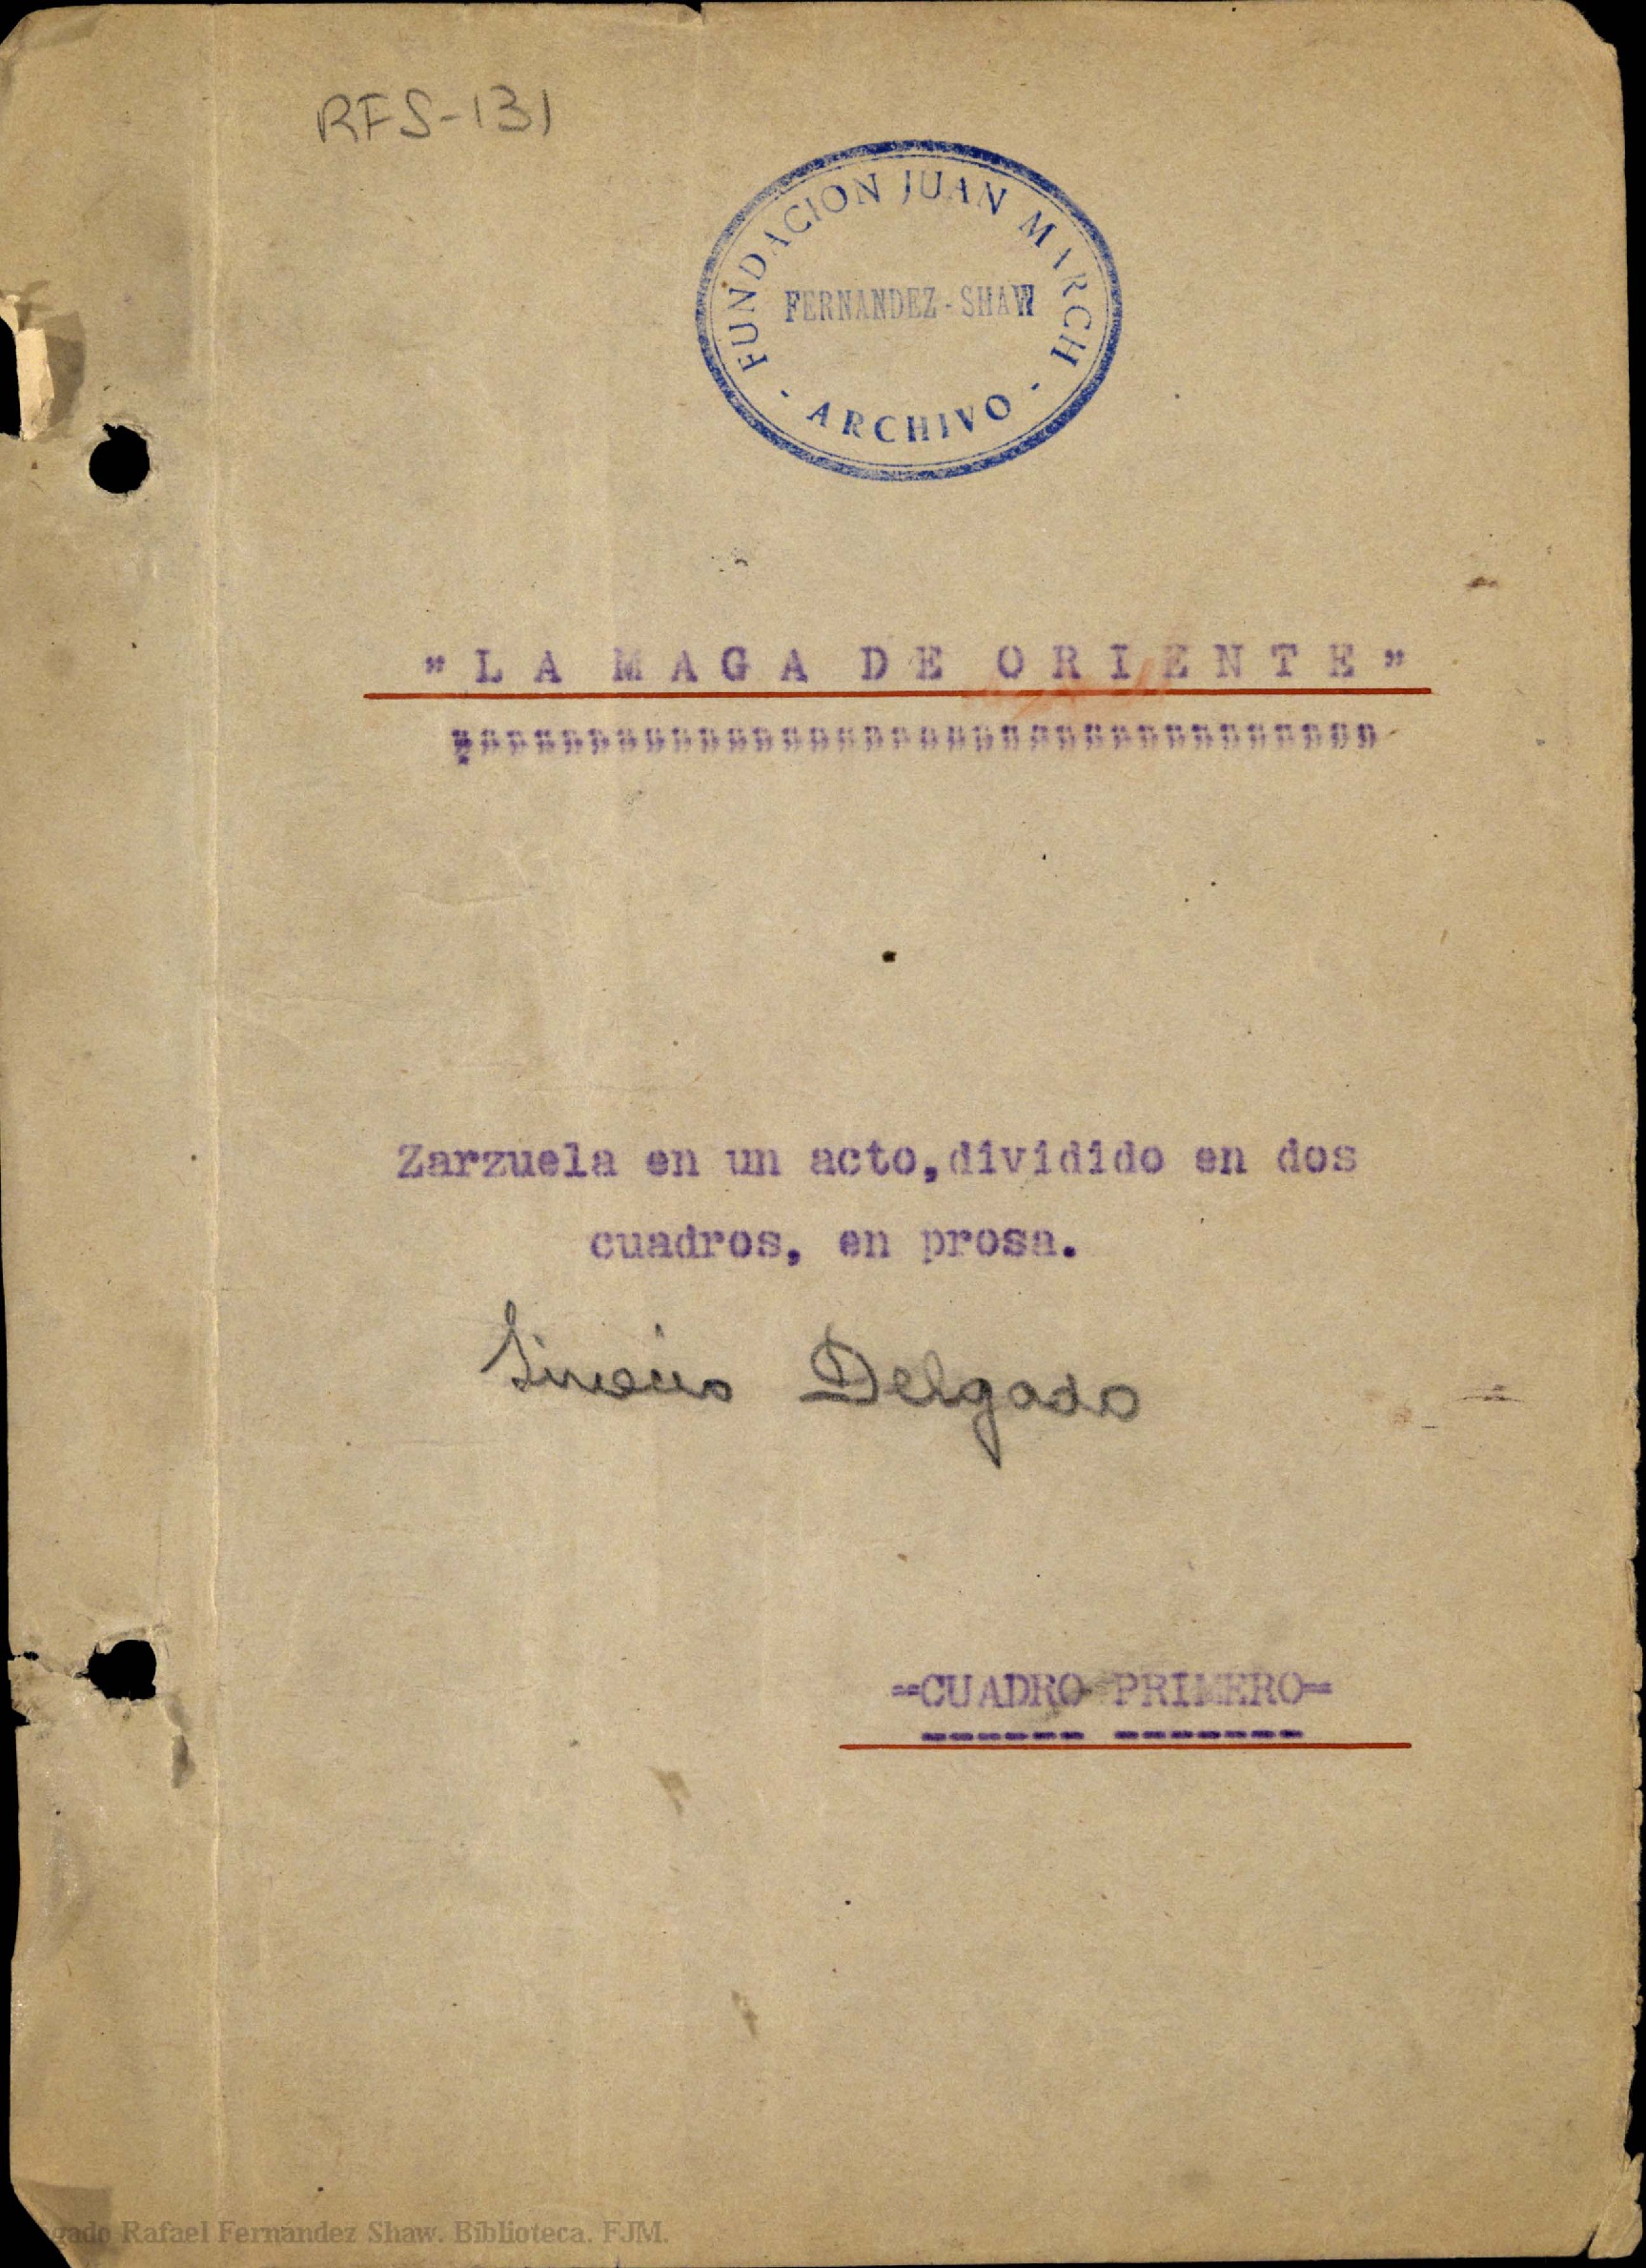 RFS-131
FUNDACION JUAN MARCH
FERNANDEZ-SHAW
- ARCHIVO -
"LA MAGA DE ORIENTE"
""""""""""""""""""""""""""""""""""
Zarzuela en un acto,dividido en dos
cuadros, en prosa.
Delgado
=CUADRO PRIMERO=
------ -------
gado Rafael Fernández Shaw. Biblioteca. FJM.